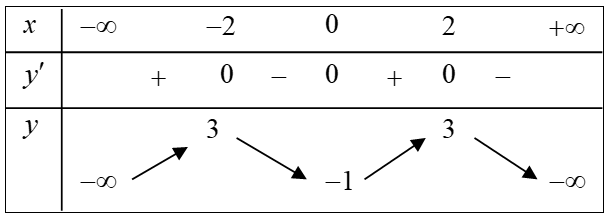 x −∞ −2 0 2 +∞
y′ + 0 − 0 + 0 −
y 3 3
−∞ −1 −∞